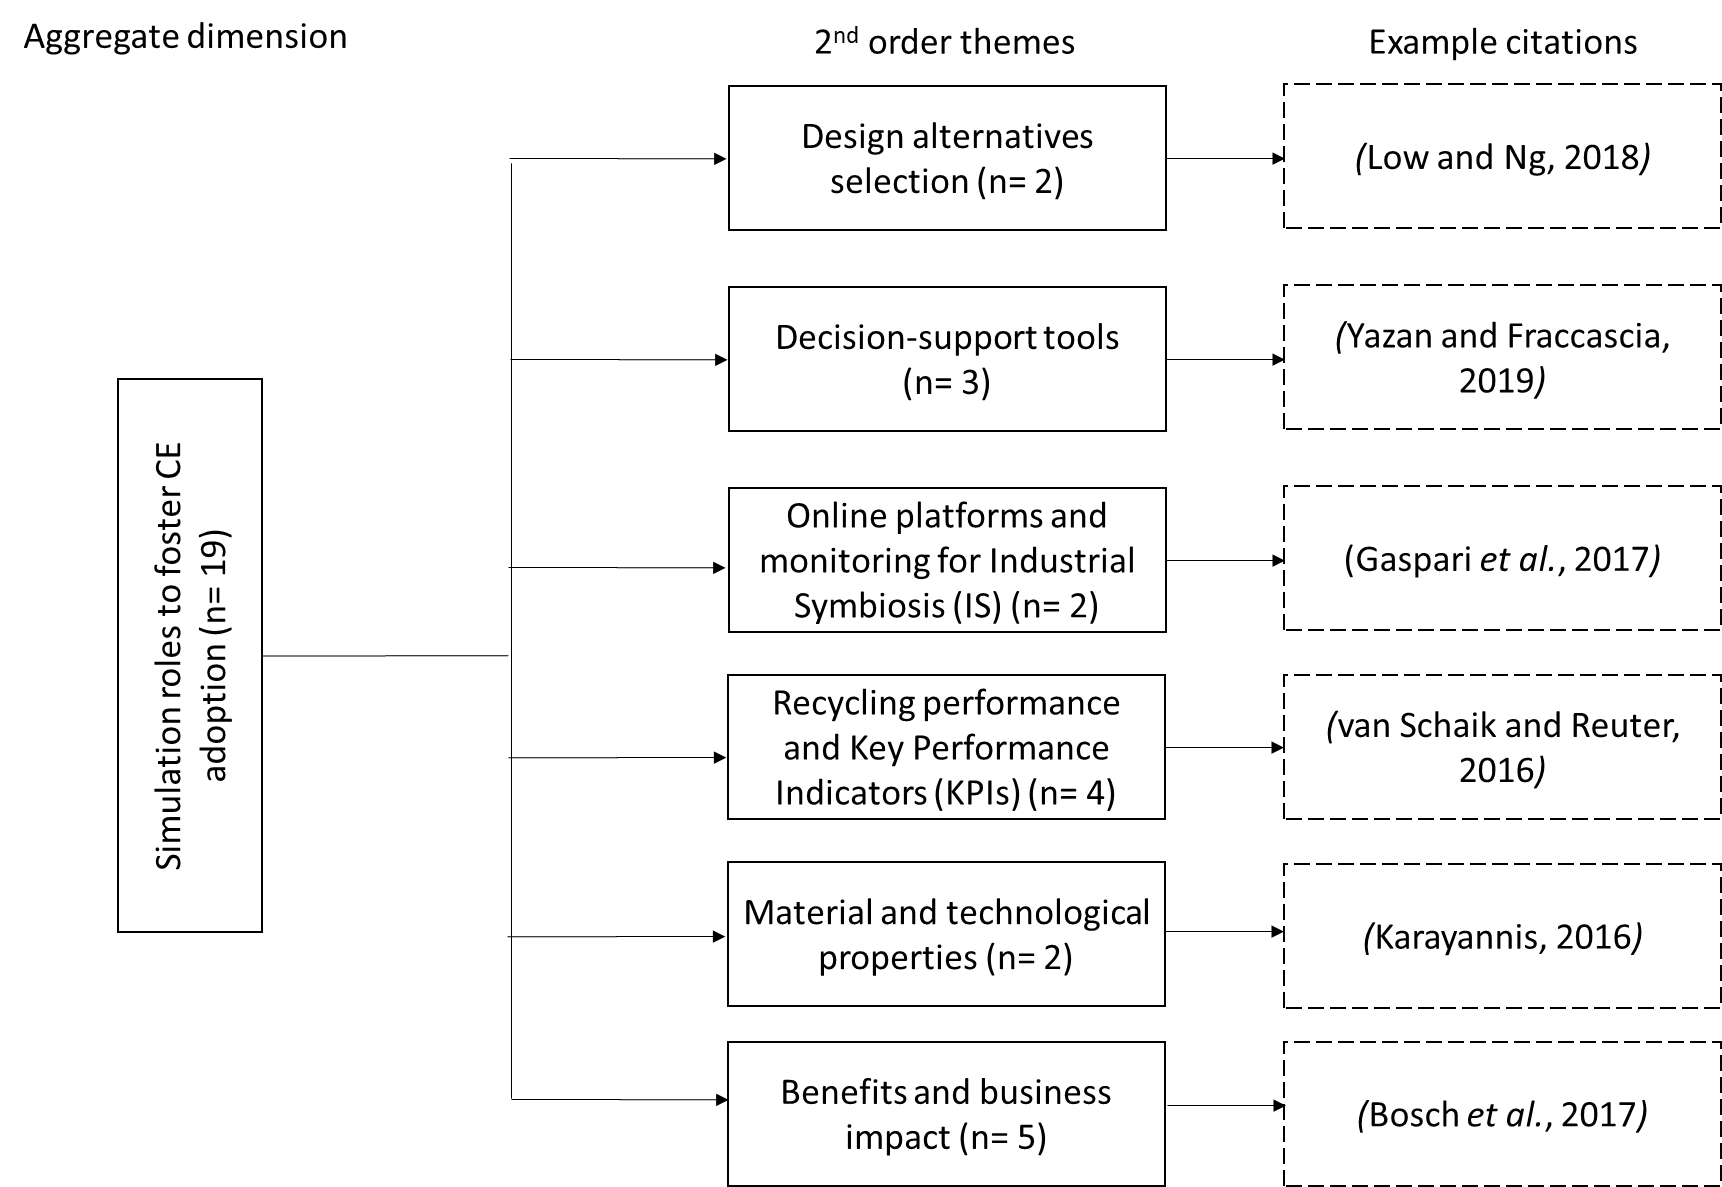 Aggregate dimension
2nd order themes
Example citations
Simulation roles to foster CE
adoption (n= 19)
Design alternatives
selection (n= 2)
(Low and Ng, 2018)
Decision-support tools
(n= 3)
(Yazan and Fraccascia,
2019)
Online platforms and
monitoring for Industrial
Symbiosis (IS) (n= 2)
(Gaspari et al., 2017)
Recycling performance
and Key Performance
Indicators (KPIs) (n= 4)
(van Schaik and Reuter,
2016)
Material and technological
properties (n= 2)
(Karayannis, 2016)
Benefits and business
impact (n= 5)
(Bosch et al., 2017)